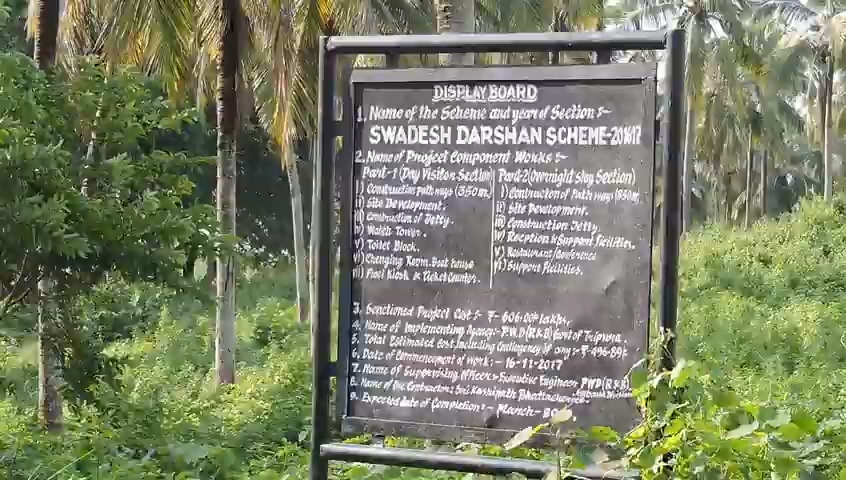 DISPLAY BOARD
1. Name of the Scheme and year of Section :-
SWADESH DARSHAN SCHEME-201617
2. Name of Project Component Works :-
Part-1 (Day Visitor Section)
i) Construction Path ways (350m)
ii) Site Development.
iii) Construction of Jetty.
iv) Watch Tower.
v) Toilet Block.
vi) Changing Room. Boat house
vii) Food Kiosk & Ticket Counter.
Part-2 (Overnight stay Section)
i) Construction of Path ways
ii) Site Development.
iii) Construction Jetty.
iv) Reception & Support Facilities.
v) Restaurant/Conference
vi) Support Facilities.
3. Sanctioned Project Cost :- ₹- 606.00 Lakhs,
4. Name of Implementing Agency:- PWD(R&B) Govt of Tripura.
5. Total Estimated Cost, including Contingency if any :- ₹-496.89
6. Date of Commencement of work :- 16-11-2017
7. Name of Supervising Officer:- Executive Engineer PWD(R&B)
8. Name of the Contractor:
9. Expected date of Completion :- March-